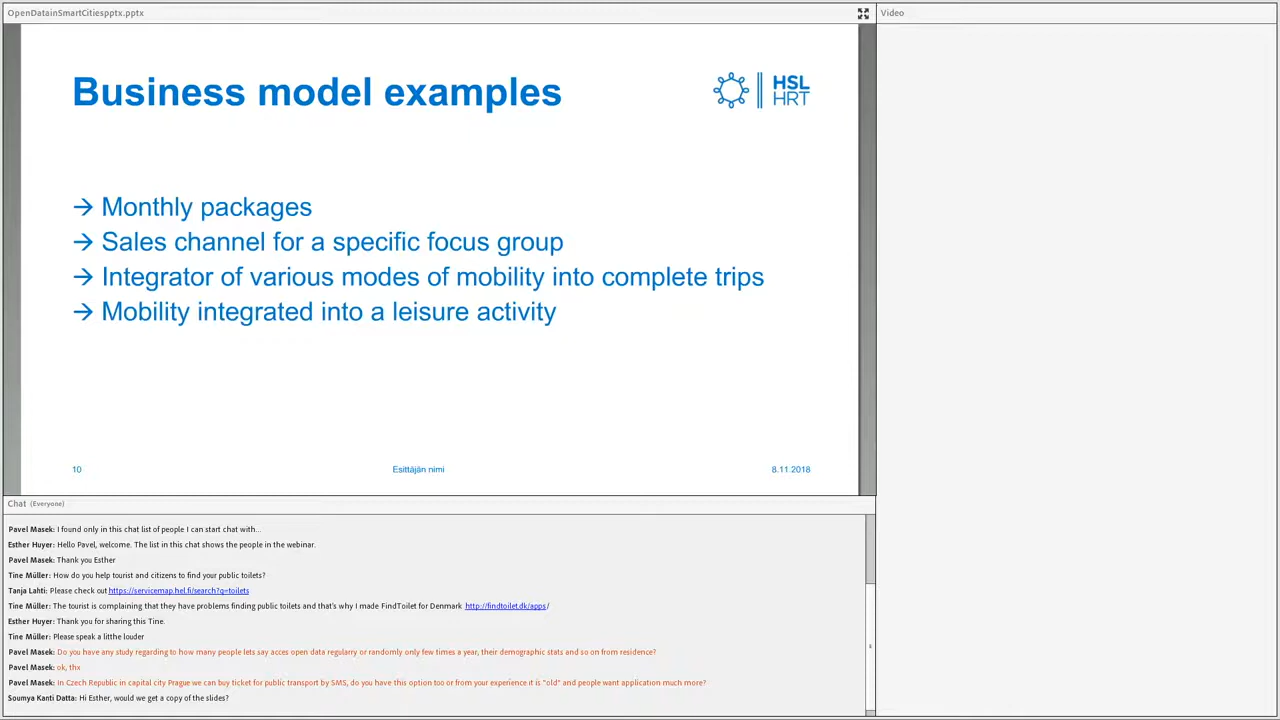 OpenDatainSmartCitiespptx.pptx
Video
Business model examples
HSL
HRT
→ Monthly packages
→ Sales channel for a specific focus group
→ Integrator of various modes of mobility into complete trips
→ Mobility integrated into a leisure activity
10
Esittäjän nimi
8.11.2018
Chat (Everyone)
Pavel Masek: I found only in this chat list of people I can start chat with...
Esther Huyer: Hello Pavel, welcome. The list in this chat shows the people in the webinar.
Pavel Masek: Thank you Esther
Tine Müller: How do you help tourist and citizens to find your public toilets?
Tanja Lahti: Please check out https://servicemap.hel.fi/search?q=toilets
Tine Müller: The tourist is complaining that they have problems finding public toilets and that's why I made FindToilet for Denmark http://findtoilet.dk/apps/
Esther Huyer: Thank you for sharing this Tine.
Tine Müller: Please speak a litthe louder
Pavel Masek: Do you have any study regarding to how many people lets say acces open data regularry or randomly only few times a year, their demographic stats and so on from residence?
Pavel Masek: ok, thx
Pavel Masek: In Czech Republic in capital city Prague we can buy ticket for public transport by SMS, do you have this option too or from your experience it is "old" and people want application much more?
Soumya Kanti Datta: Hi Esther, would we get a copy of the slides?